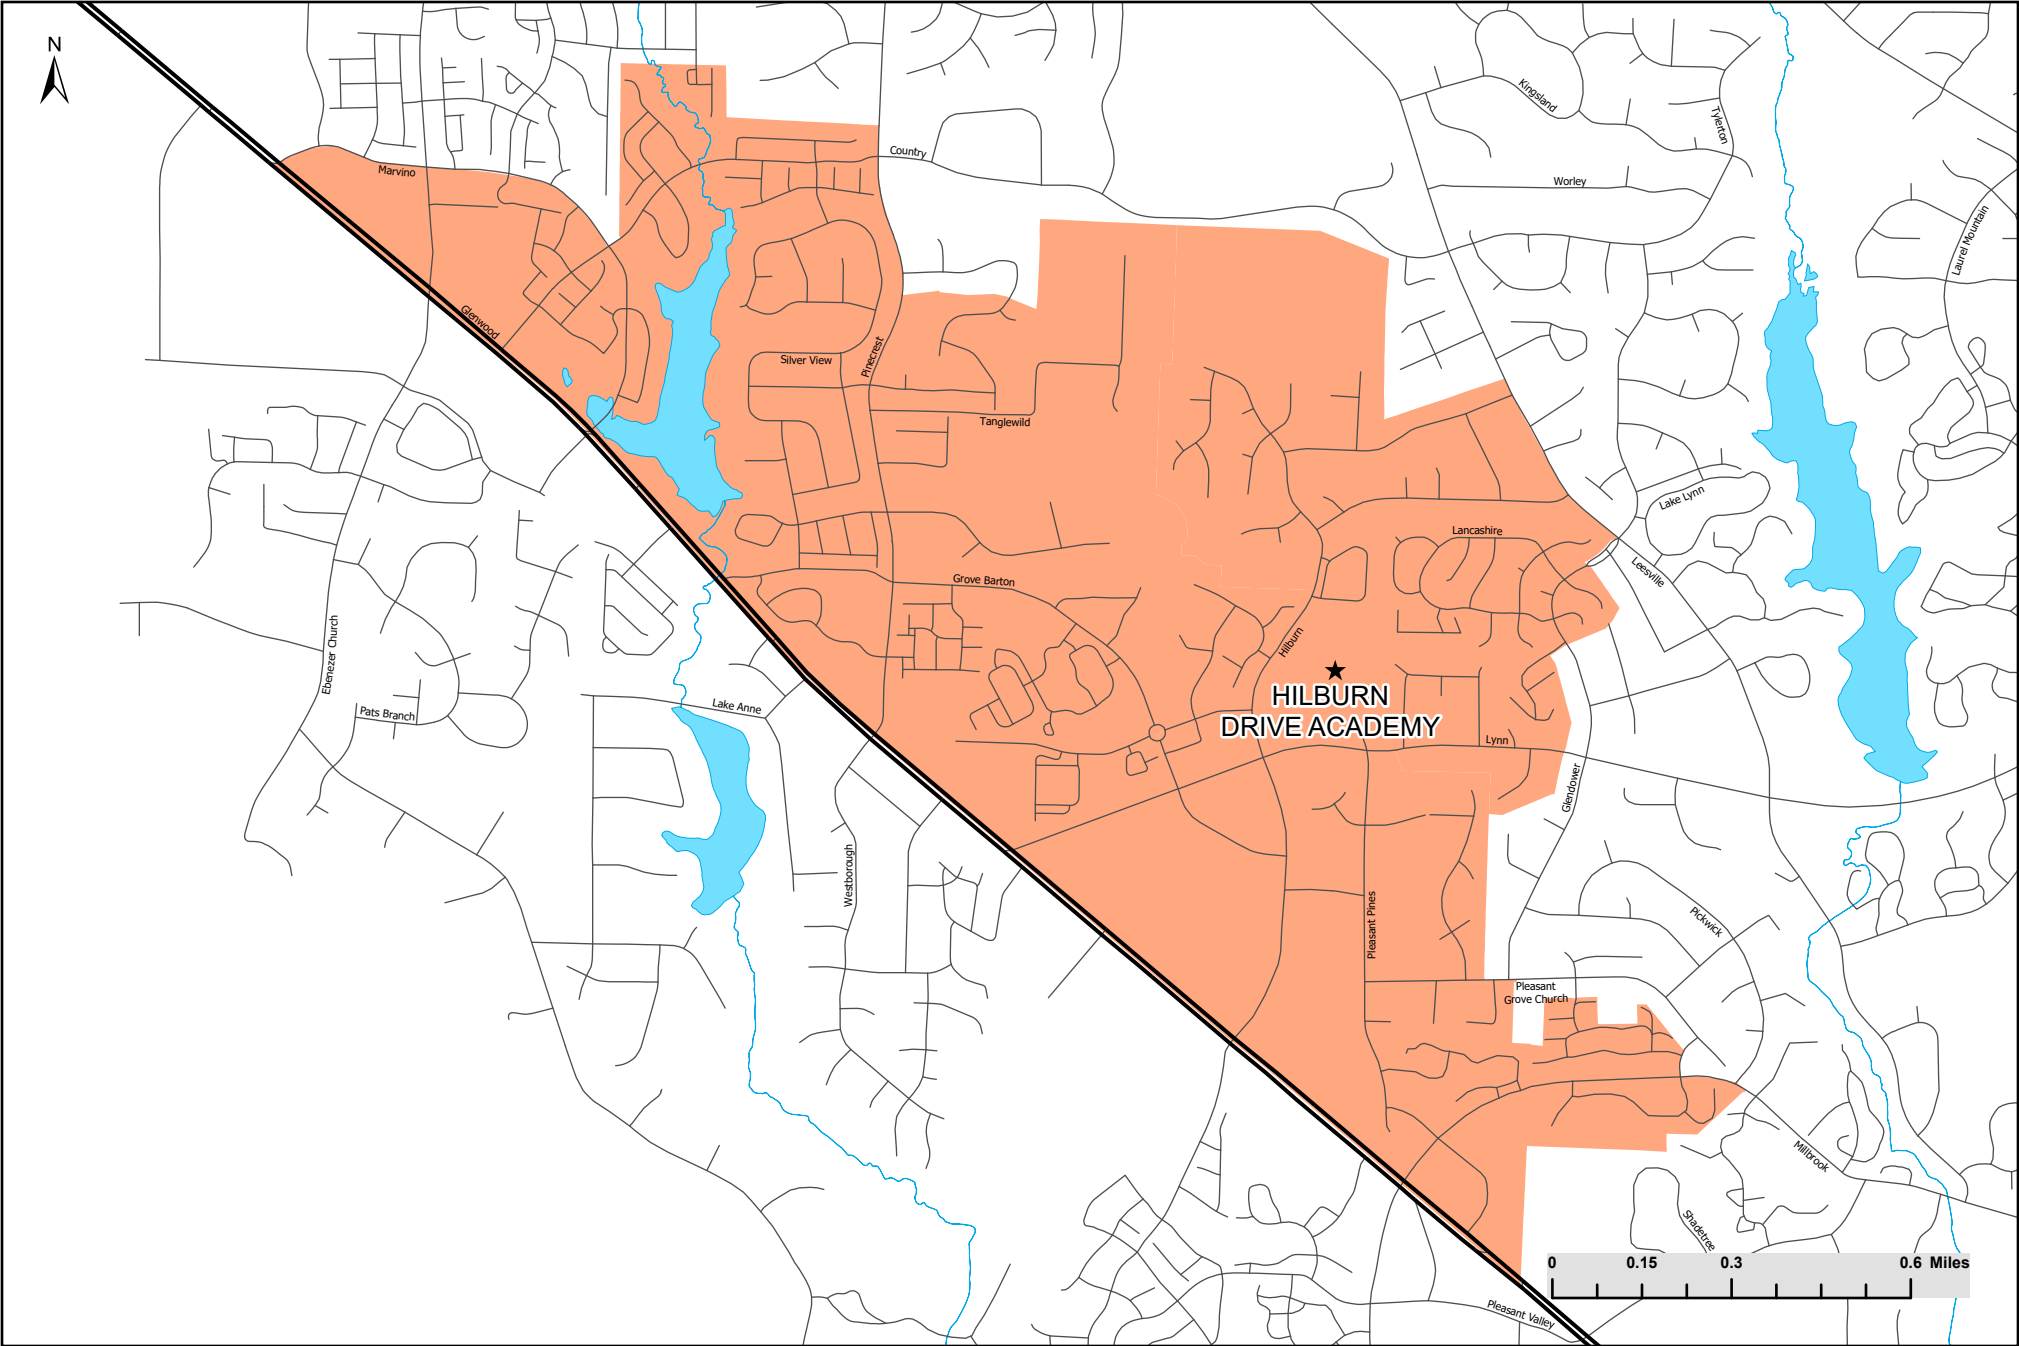 N
Kingsland
Tylerton
Country
Marvino
Worley
Laurel Mountain
Glenwood
Silver View
Pinecrest
Tanglewild
Lake Lynn
Lancashire
Leesville
Grove Barton
Ebenezer Church
Hilburn
HILBURN
DRIVE ACADEMY
Lake Anne
Pats Branch
Lynn
Glendower
Westborough
Pleasant Pines
Pickwick
Pleasant
Grove Church
Millbrook
Shadetree
0 0.15 0.3 0.6 Miles
Pleasant Valley